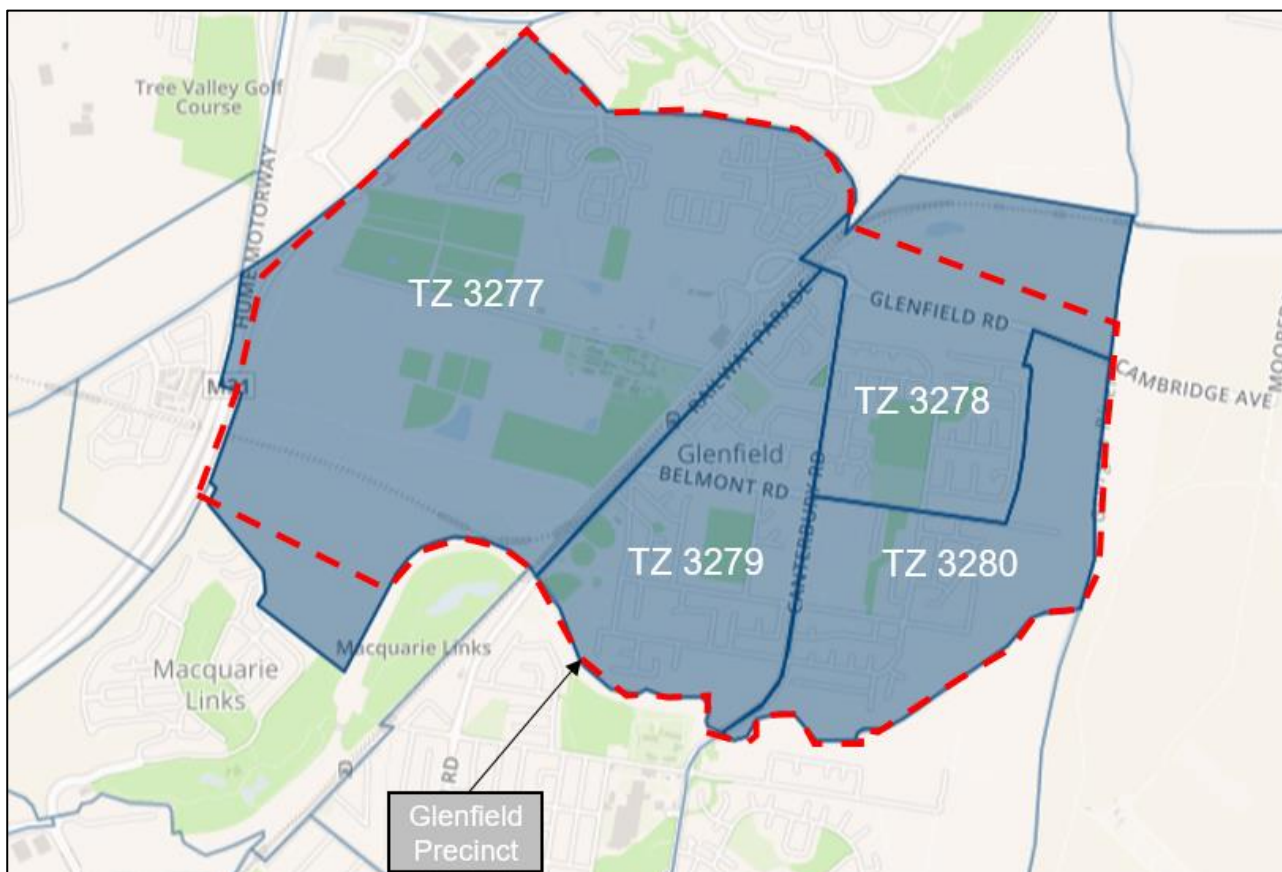 Tree Valley Golf
Course
HUME MOTORWAY
TZ 3277
RAILWAY PARADE
GLENFIELD RD
CAMBRIDGE AVE
TZ 3278
Glenfield
BELMONT RD
CANTERBURY RD
TZ 3279
TZ 3280
Macquarie Links
Macquarie
Links
RD
Glenfield
Precinct